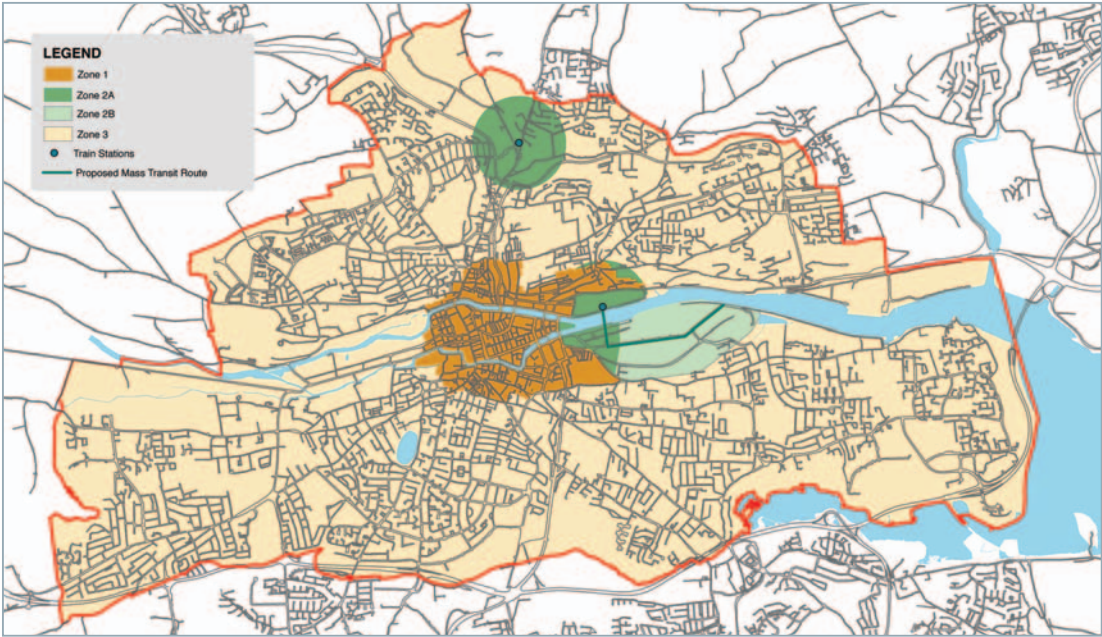 LEGEND
Zone 1
Zone 2A
Zone 2B
Zone 3
Train Stations
Proposed Mass Transit Route